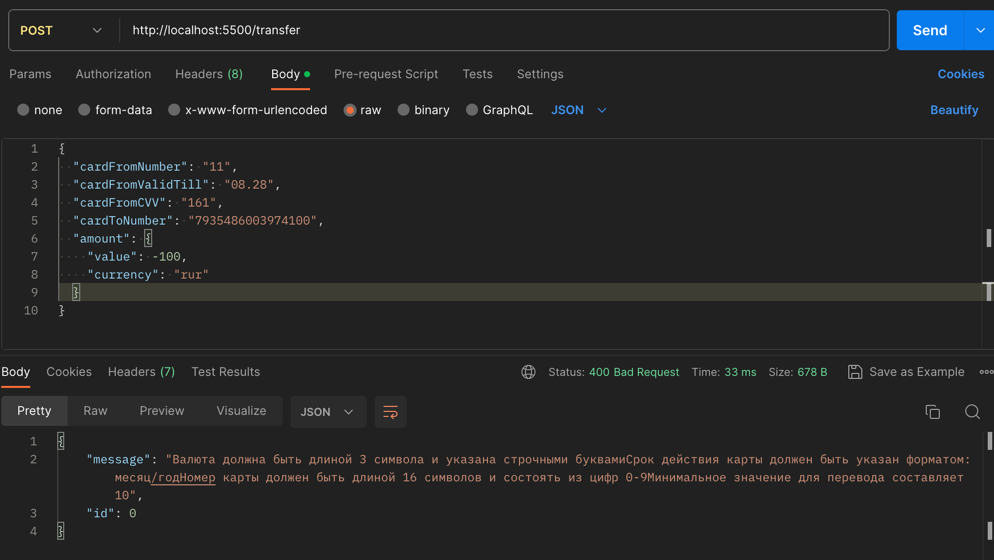 POST http://localhost:5500/transfer Send
Params Authorization Headers (8) Body Pre-request Script Tests Settings Cookies
none form-data x-www-form-urlencoded raw binary GraphQL JSON Beautify
1 {
2 "cardFromNumber": "11",
3 "cardFromValidTill": "08.28",
4 "cardFromCVV": "161",
5 "cardToNumber": "7935486003974100",
6 "amount": {
7 "value": -100,
8 "currency": "rur"
9 }
10 }
Body Cookies Headers (7) Test Results Status: 400 Bad Request Time: 33 ms Size: 678 B Save as Example
Pretty Raw Preview Visualize JSON
1 {
2 "message": "Валюта должна быть длиной 3 символа и указана строчными буквамиСрок действия карты должен быть указан форматом:
месяц/годНомер карты должен быть длиной 16 символов и состоять из цифр 0-9Минимальное значение для перевода составляет
10",
3 "id": 0
4 }